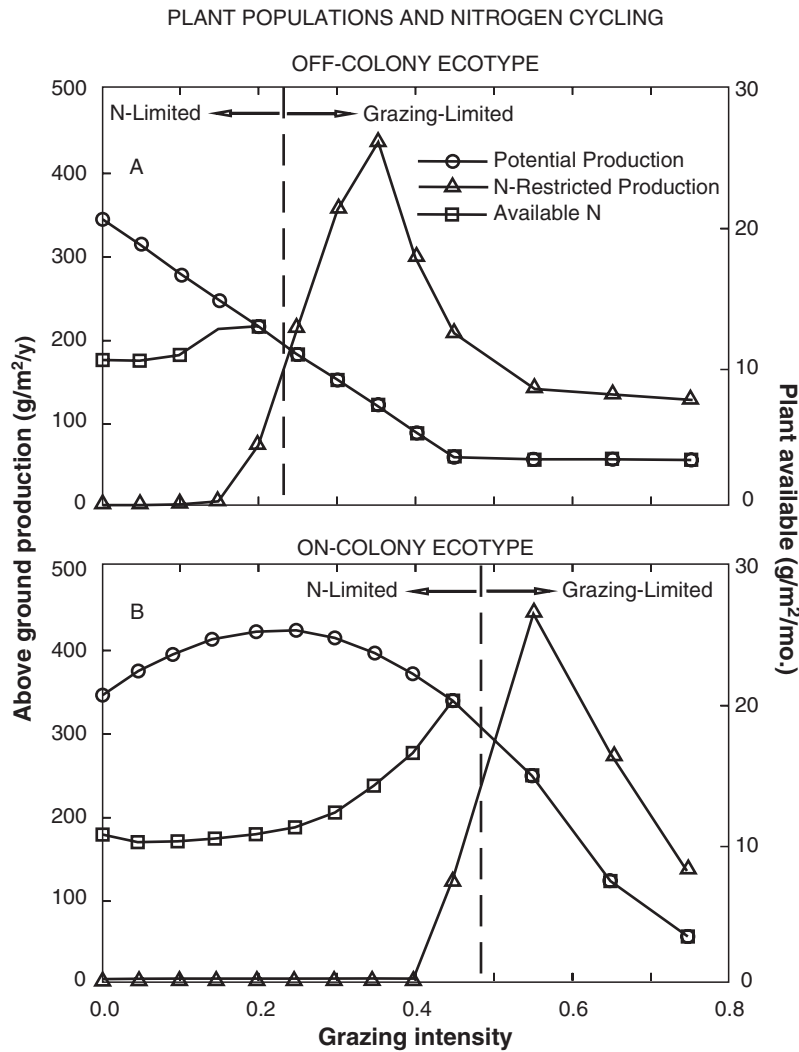 PLANT POPULATIONS AND NITROGEN CYCLING
OFF-COLONY ECOTYPE
500
400
300
200
100
0
30
20
10
0
N-Limited
Grazing-Limited
A
Potential Production
N-Restricted Production
Available N
Above ground production (g/m²/y)
Plant available (g/m²/mo.)
ON-COLONY ECOTYPE
500
400
300
200
100
0
30
20
10
0
N-Limited
Grazing-Limited
B
0.0
0.2
0.4
0.6
0.8
Grazing intensity